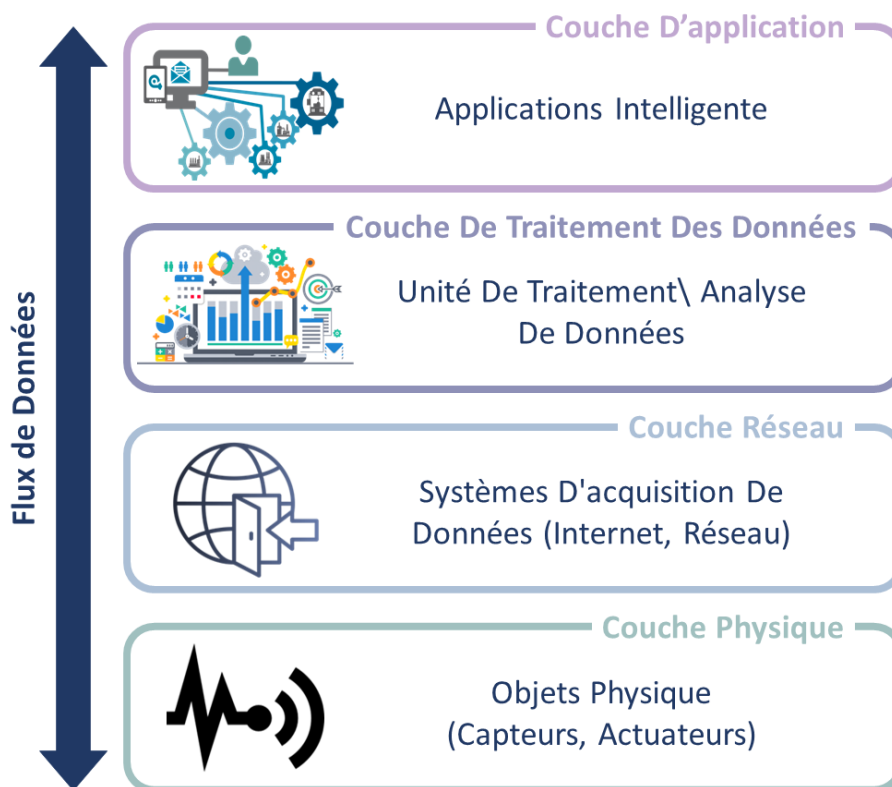 Couche D’application
Applications Intelligente
Couche De Traitement Des Données
Unité De Traitement\ Analyse
De Données
Flux de Données
Couche Réseau
Systèmes D'acquisition De
Données (Internet, Réseau)
Couche Physique
Objets Physique
(Capteurs, Actuateurs)